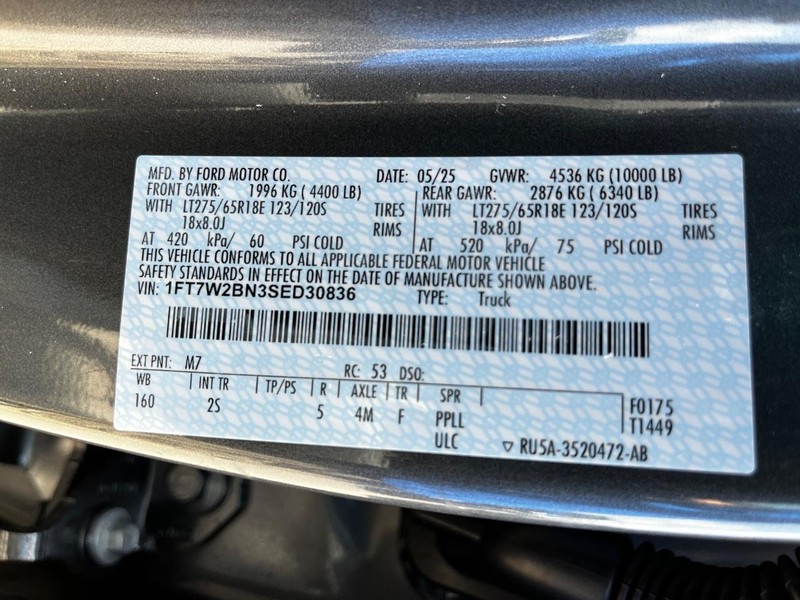 MFD. BY FORD MOTOR CO. DATE: 05/25 GVWR: 4536 KG (10000 LB)
FRONT GAWR: 1996 KG ( 4400 LB) REAR GAWR: 2876 KG ( 6340 LB)
WITH LT275/65R18E 123/120S TIRES WITH LT275/65R18E 123/120S TIRES
18x8.0J RIMS 18x8.0J RIMS
AT 420 kPa/ 60 PSI COLD AT 520 kPa/ 75 PSI COLD
THIS VEHICLE CONFORMS TO ALL APPLICABLE FEDERAL MOTOR VEHICLE
SAFETY STANDARDS IN EFFECT ON THE DATE OF MANUFACTURE SHOWN ABOVE.
VIN: 1FT7W2BN3SED30836 TYPE: Truck
EXT PNT: M7 RC: 53 DSO:
WB INT TR TP/PS R AXLE TR SPR
160 2S 5 4M F PPLL F0175
ULC T1449
▽ RU5A-3520472-AB